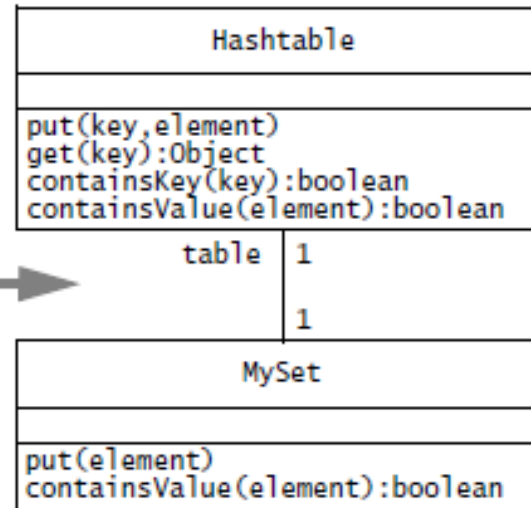 Hashtable
put(key,element)
get(key):Object
containsKey(key):boolean
containsValue(element):boolean
table 1
1
MySet
put(element)
containsValue(element):boolean